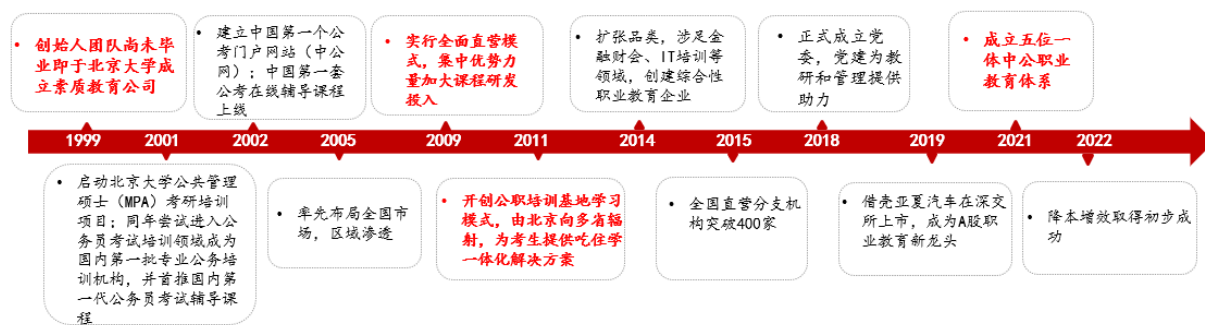 • 创始人团队尚未毕
业即于北京大学成
立素质教育公司
• 建立中国第一个公
考门户网站（中公
网）；中国第一套
公考在线辅导课程
上线
• 实行全面直营模
式，集中优势力
量加大课程研发
投入
• 扩张品类，涉足金
融财会、IT培训等
领域，创建综合性
职业教育企业
• 正式成立党
委，党建为教
研和管理提供
助力
• 成立五位一
体中公职业
教育体系
1999 2001 2002 2005 2009 2011 2014 2015 2018 2019 2021 2022
• 启动北京大学公共管理
硕士（MPA）考研培训
项目；同年尝试进入公
务员考试培训领域成为
国内第一批专业公务培
训机构，并首推国内第
一代公务员考试辅导课
程
• 率先布局全国市
场，区域渗透
• 开创公职培训基地学习
模式，由北京向多省辐
射，为考生提供吃住学
一体化解决方案
• 全国直营分支机
构突破400家
• 借壳亚夏汽车在深交
所上市，成为A股职
业教育新龙头
• 降本增效取得初步成
功